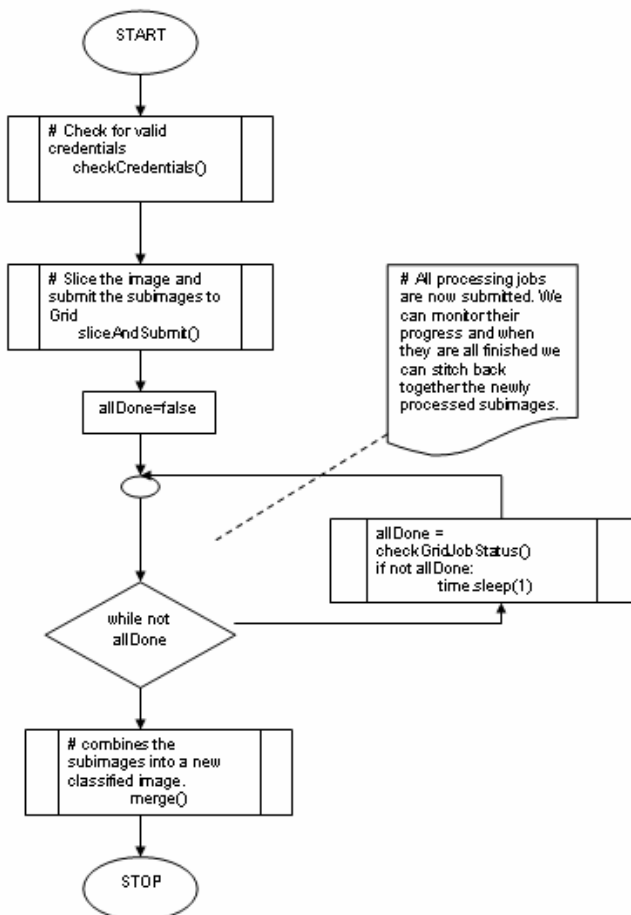 START
# Check for valid
credentials
checkCredentials()
# Slice the image and
submit the subimages to
Grid
sliceAndSubmit()
allDone=false
# All processing jobs
are now submitted. We
can monitor their
progress and when
they are all finished we
can stitch back
together the newly
processed subimages.
allDone =
checkGridJobStatus()
if not allDone:
time.sleep(1)
while not
allDone
# combines the
subimages into a new
classified image.
merge()
STOP